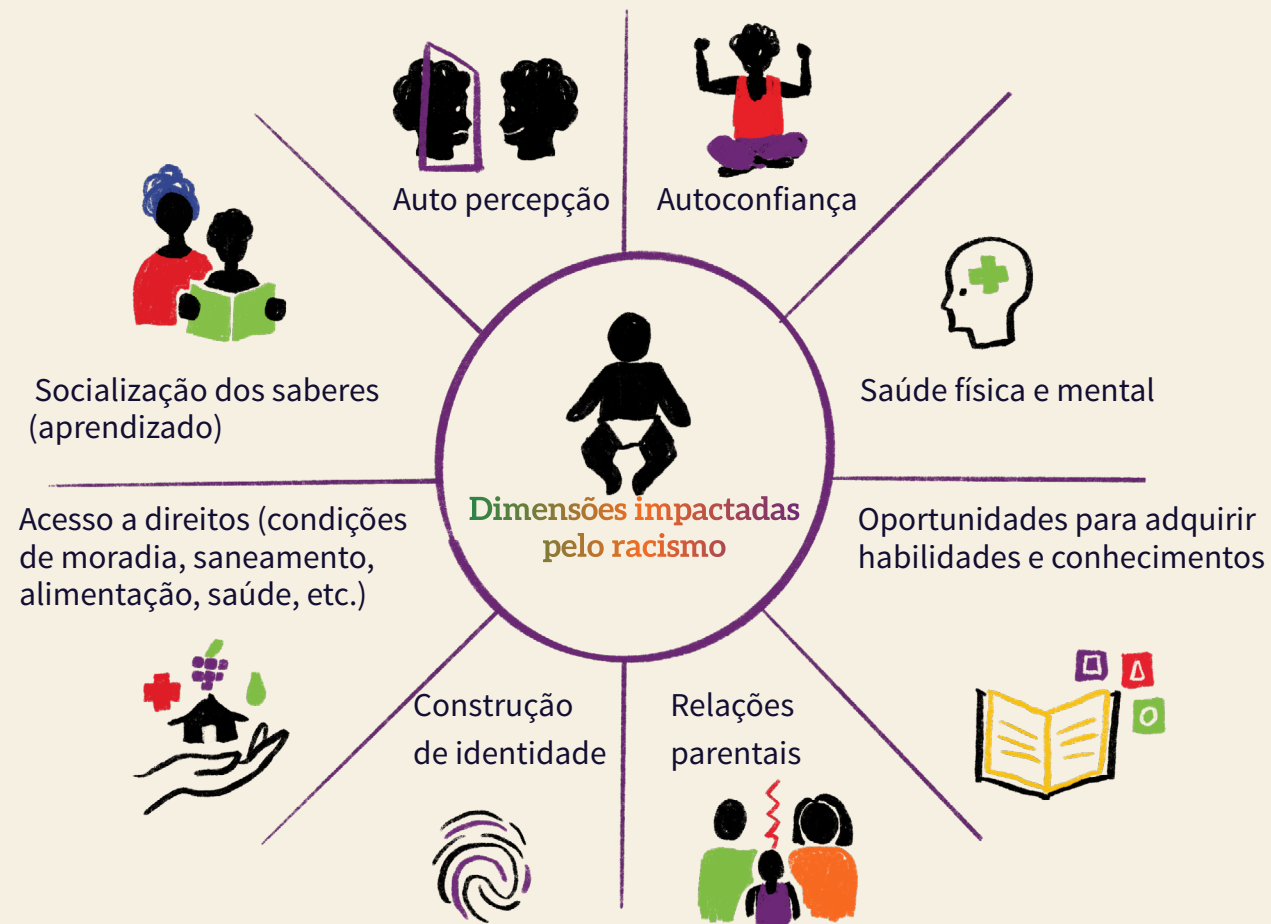 Auto percepção
Autoconfiança
Socialização dos saberes
(aprendizado)
Saúde física e mental
Dimensões impactadas
pelo racismo
Acesso a direitos (condições
de moradia, saneamento,
alimentação, saúde, etc.)
Oportunidades para adquirir
habilidades e conhecimentos
Construção
de identidade
Relações
parentais